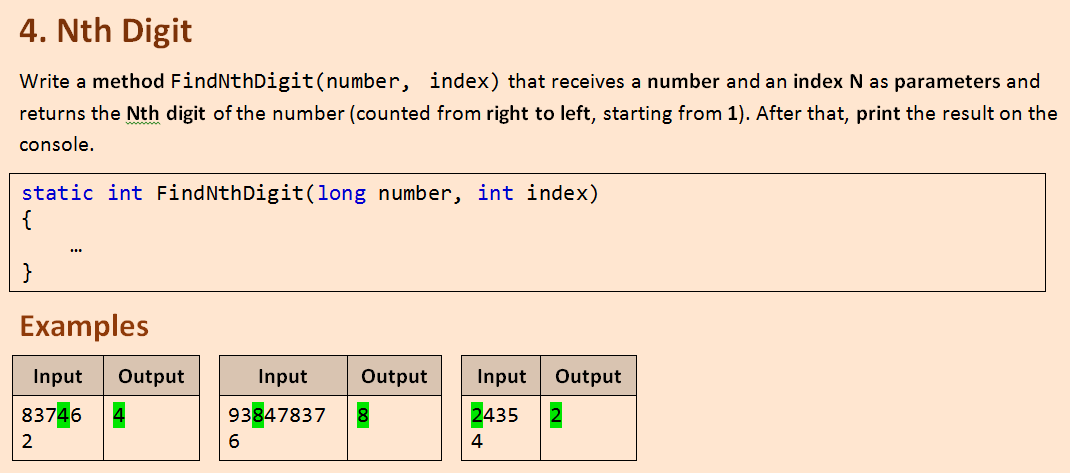 4. Nth Digit
Write a method FindNthDigit(number, index) that receives a number and an index N as parameters and
returns the Nth digit of the number (counted from right to left, starting from 1). After that, print the result on the
console.
static int FindNthDigit(long number, int index)
{
…
}
Examples
Input Output Input Output Input Output
83746 4 93847837 8 2435 2
2 6 4